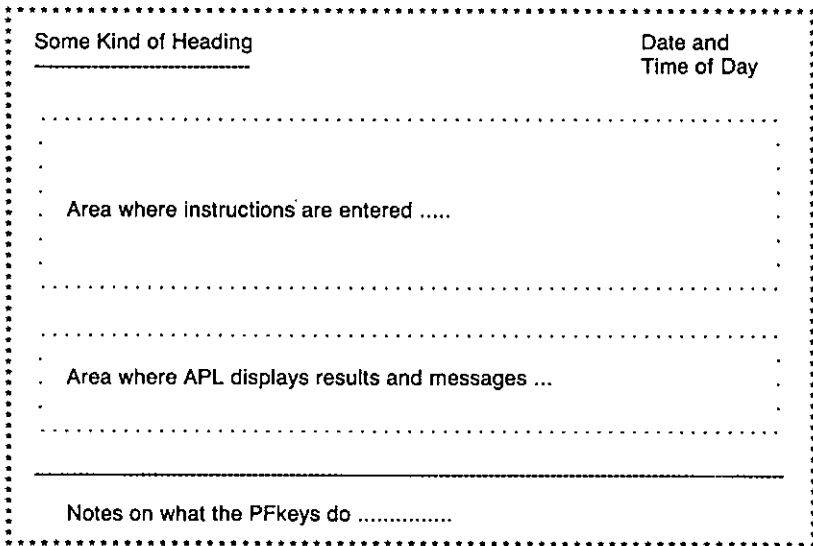 Some Kind of Heading
Date and
Time of Day
Area where instructions are entered .....
Area where APL displays results and messages ...
Notes on what the PFkeys do ...............